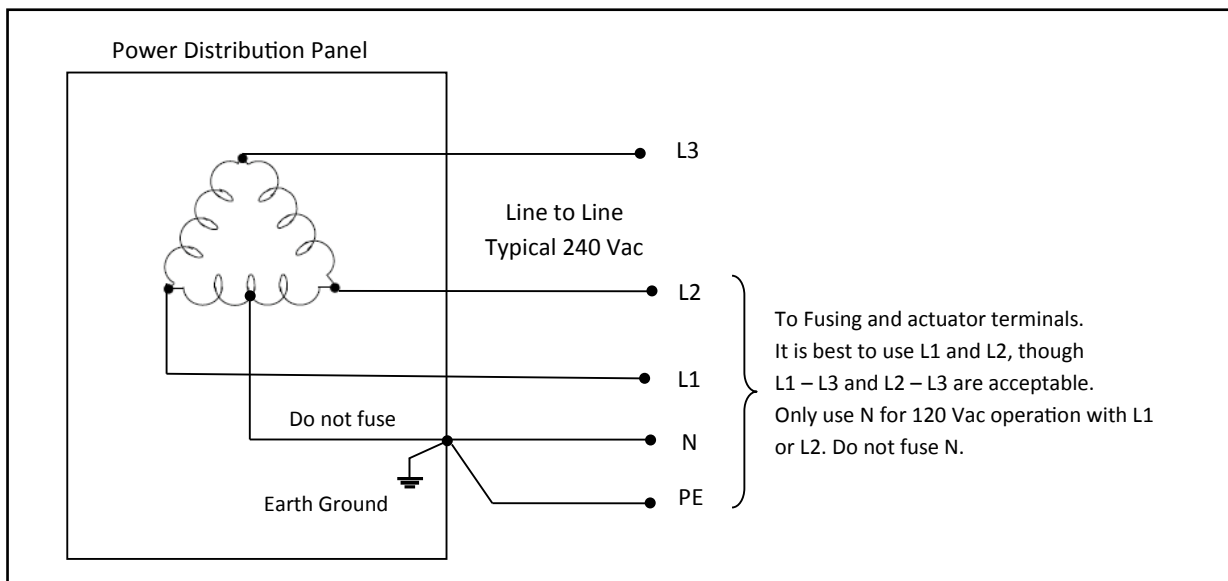 Power Distribution Panel
L3
Line to Line
Typical 240 Vac
L2
To Fusing and actuator terminals.
It is best to use L1 and L2, though
L1 – L3 and L2 – L3 are acceptable.
Only use N for 120 Vac operation with L1
or L2. Do not fuse N.
L1
Do not fuse
N
Earth Ground
PE